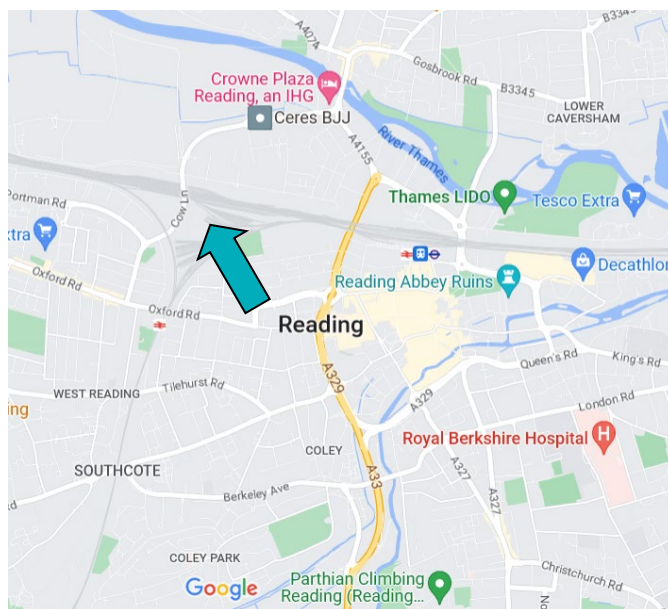 A4074
Gosbrook Rd
B3345
B3345
Crowne Plaza
Reading, an IHG
Ceres BJJ
LOWER
CAVERSHAM
A4155
River Thames
Thames LIDO
Tesco Extra
Portman Rd
Cow Ln
xtra
Oxford Rd
Decathlon
Reading Abbey Ruins
Oxford Rd
Reading
Queen's Rd
King's Rd
A329
WEST READING
Tilehurst Rd
A329
London Rd
ing
COLEY
Royal Berkshire Hospital
H
SOUTHCOTE
A33
A327
Berkeley Ave
A327
d
COLEY PARK
Christchurch Rd
Google
Parthian Climbing
Reading (Reading...